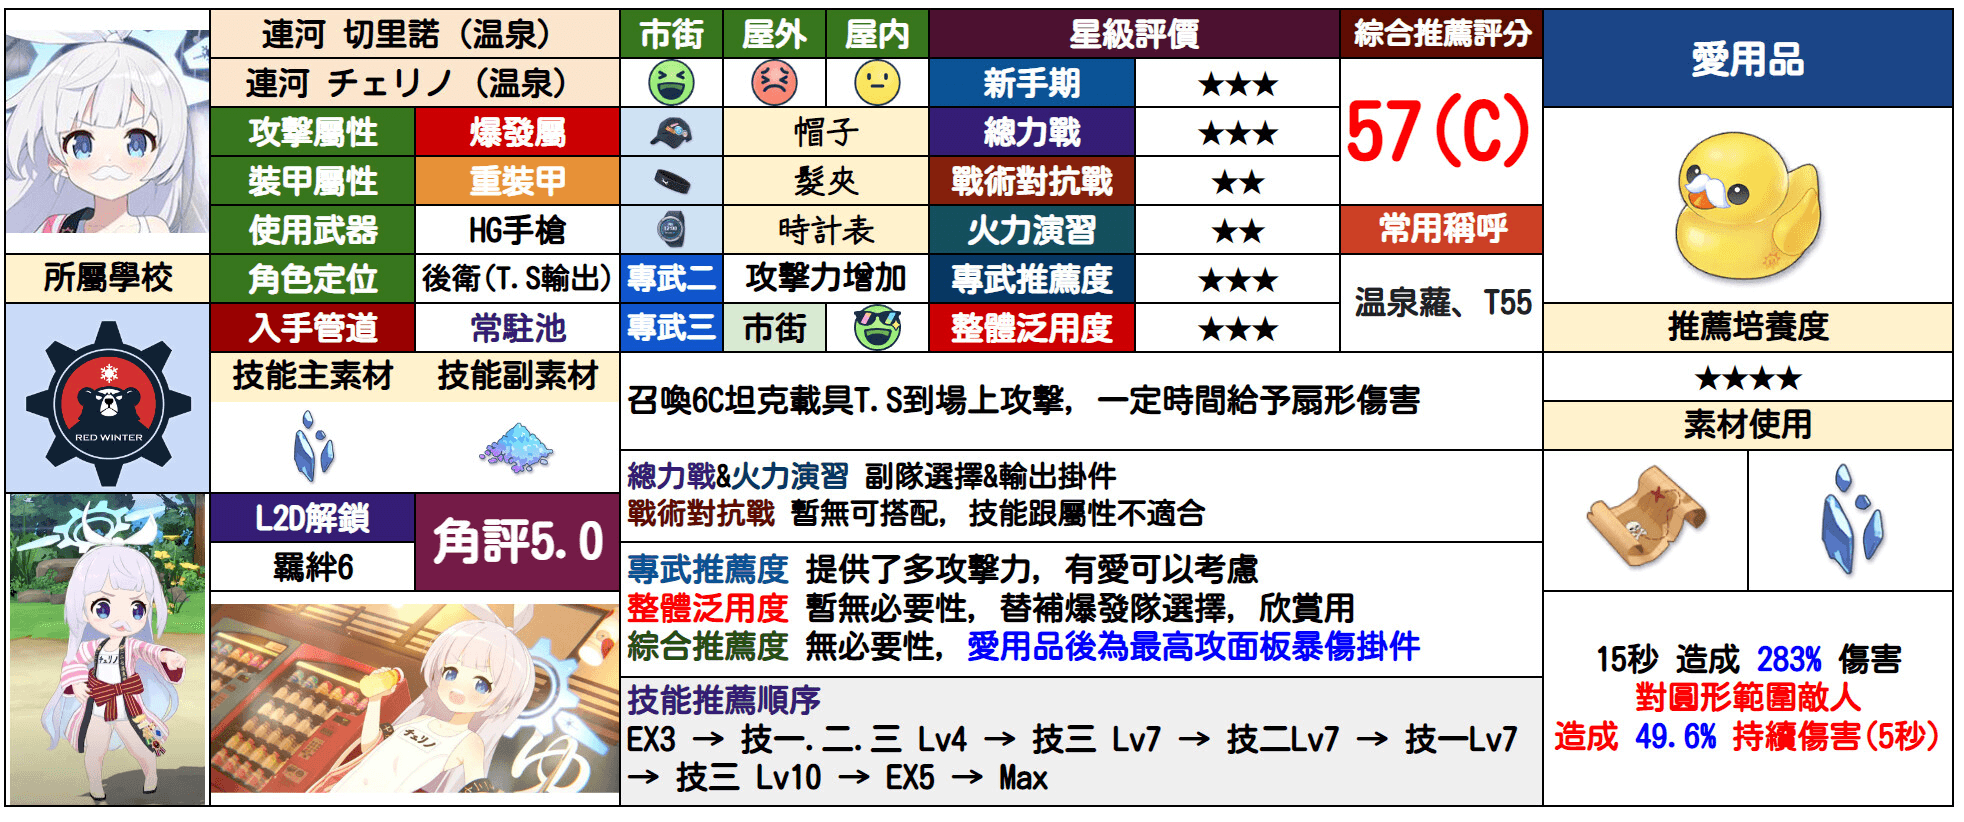 連河 切里諾（温泉）
連河 チェリノ（温泉）
市街 屋外 屋内
星級評價
綜合推薦評分
愛用品
攻擊屬性 爆發屬
裝甲屬性 重裝甲
使用武器 HG手槍
角色定位 後衛(T.S輸出)
入手管道 常駐池
帽子
髮夾
時計表
專武二 攻擊力增加
專武三 市街
新手期 ★★★
總力戰 ★★★
戰術對抗戰 ★★
火力演習 ★★
專武推薦度 ★★★
整體泛用度 ★★★
57(C)
常用稱呼
温泉蘿、T55
所屬學校
RED WINTER
技能主素材 技能副素材
L2D解鎖
羈絆6
角評5.0
チェリノ
チェリノ
ゆ
召喚6C坦克載具T.S到場上攻擊, 一定時間給予扇形傷害
總力戰&火力演習 副隊選擇&輸出掛件
戰術對抗戰 暫無可搭配, 技能跟屬性不適合
專武推薦度 提供了多攻擊力, 有愛可以考慮
整體泛用度 暫無必要性, 替補爆發隊選擇, 欣賞用
綜合推薦度 無必要性, 愛用品後為最高攻面板暴傷掛件
技能推薦順序
EX3 → 技一.二.三 Lv4 → 技三 Lv7 → 技二Lv7 → 技一Lv7
→ 技三 Lv10 → EX5 → Max
推薦培養度
★★★★
素材使用
15秒 造成 283% 傷害
對圓形範圍敵人
造成 49.6% 持續傷害(5秒)